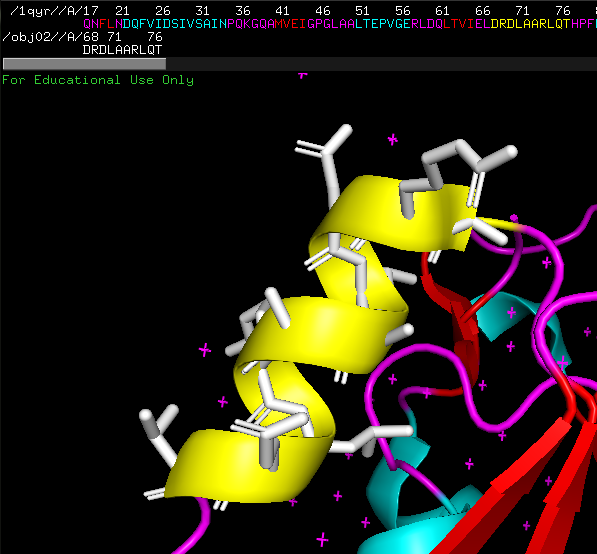 /1qyr//A/17 21 26 31 36 41 46 51 56 61 66 71 76 8
QNFLNDQFVIDSIVSAINPQKGQAMVEIGPGLAALTEPVGERLDQLTVIELDRDLAARLQTHPF
/obj02//A/68 71 76
DRDLAARLQT
For Educational Use Only